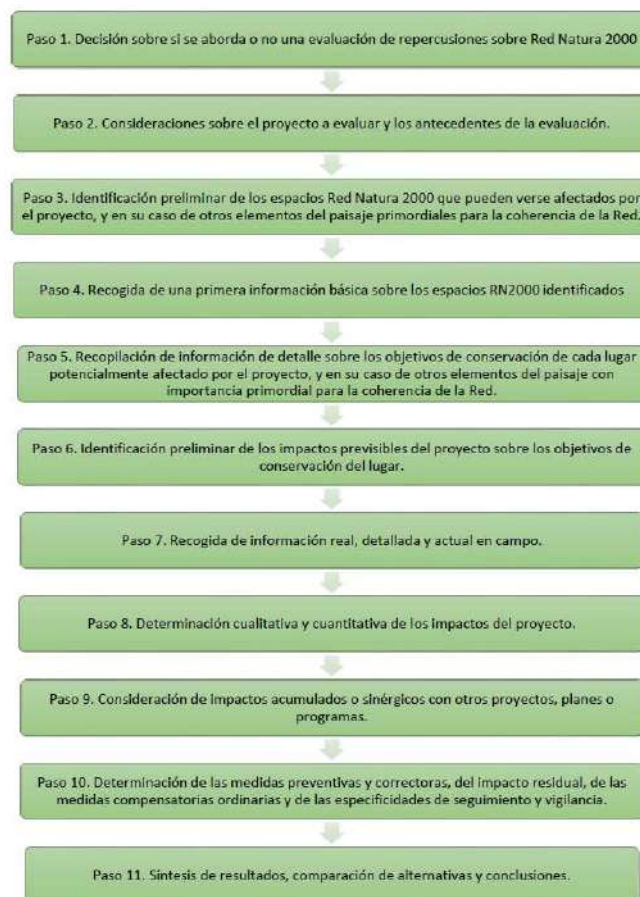 Paso 1. Decisión sobre si se aborda o no una evaluación de repercusiones sobre Red Natura 2000
Paso 2. Consideraciones sobre el proyecto a evaluar y los antecedentes de la evaluación.
Paso 3. Identificación preliminar de los espacios Red Natura 2000 que pueden verse afectados por
el proyecto, y en su caso de otros elementos del paisaje primordiales para la coherencia de la Red.
Paso 4. Recogida de una primera información básica sobre los espacios RN2000 identificados
Paso 5. Recopilación de información de detalle sobre los objetivos de conservación de cada lugar
potencialmente afectado por el proyecto, y en su caso de otros elementos del paisaje con
importancia primordial para la coherencia de la Red.
Paso 6. Identificación preliminar de los impactos previsibles del proyecto sobre los objetivos de
conservación del lugar.
Paso 7. Recogida de información real, detallada y actual en campo.
Paso 8. Determinación cualitativa y cuantitativa de los impactos del proyecto.
Paso 9. Consideración de impactos acumulados o sinérgicos con otros proyectos, planes o
programas.
Paso 10. Determinación de las medidas preventivas y correctoras, del impacto residual, de las
medidas compensatorias ordinarias y de las especificidades de seguimiento y vigilancia.
Paso 11. Síntesis de resultados, comparación de alternativas y conclusiones.